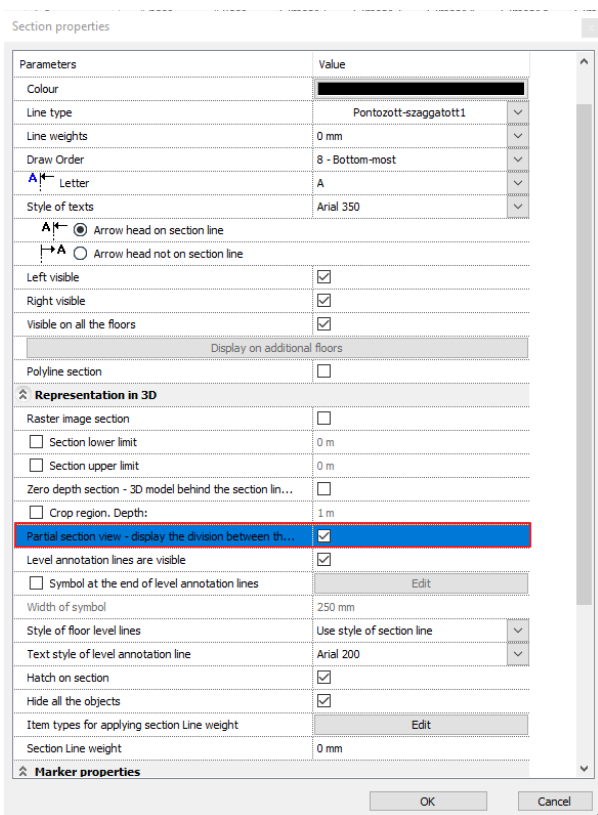 Section properties
Parameters Value
Colour
Line type Pontozott-szaggatott1
Line weights 0 mm
Draw Order 8 - Bottom-most
A Letter A
Style of texts Arial 350
A Arrow head on section line
A Arrow head not on section line
Left visible
Right visible
Visible on all the floors
Display on additional floors
Polyline section
Representation in 3D
Raster image section
Section lower limit 0 m
Section upper limit 0 m
Zero depth section - 3D model behind the section lin...
Crop region. Depth: 1 m
Partial section view - display the division between th...
Level annotation lines are visible
Symbol at the end of level annotation lines Edit
Width of symbol 250 mm
Style of floor level lines Use style of section line
Text style of level annotation line Arial 200
Hatch on section
Hide all the objects
Item types for applying section Line weight Edit
Section Line weight 0 mm
Marker properties
OK Cancel